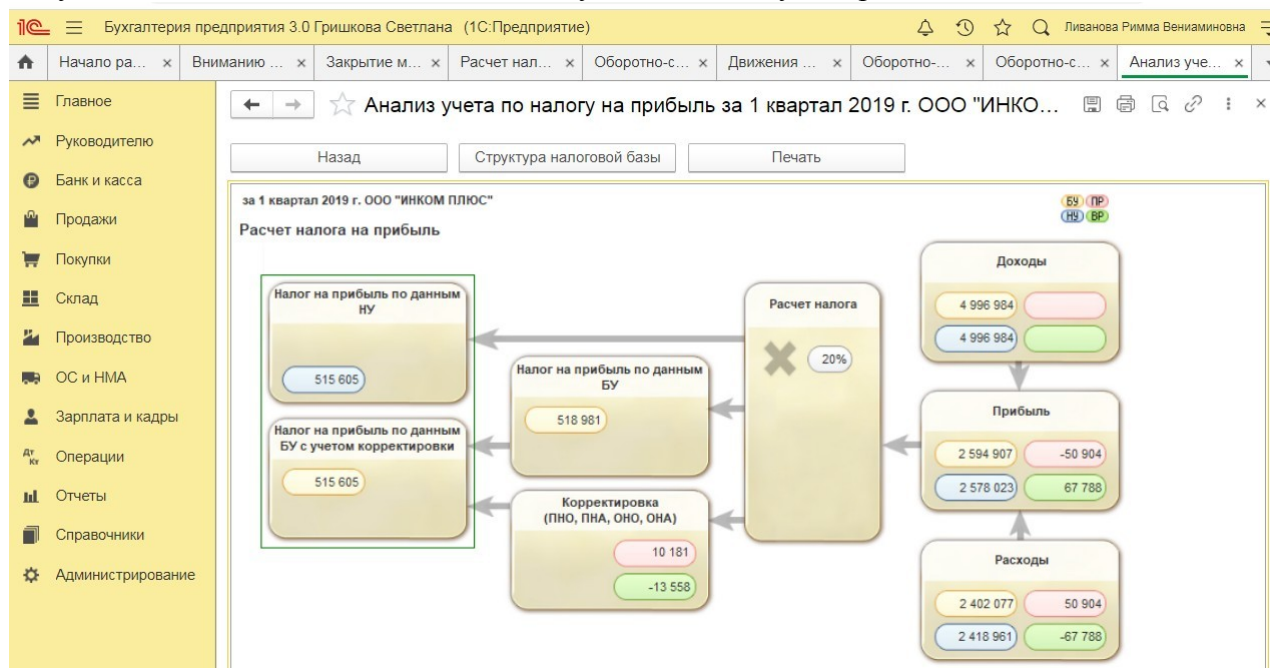 1С Бухгалтерия предприятия 3.0 Гришкова Светлана (1С:Предприятие) Ливанова Римма Вениаминовна
Начало ра... × Вниманию ... × Закрытие м... × Расчет нал... × Оборотно-с... × Движения ... × Оборотно-... × Оборотно-с... × Анализ уче... ×
Главное
Руководителю
Банк и касса
Продажи
Покупки
Склад
Производство
ОС и НМА
Зарплата и кадры
Дт Кт Операции
Отчеты
Справочники
Администрирование
Анализ учета по налогу на прибыль за 1 квартал 2019 г. ООО "ИНКО...
Назад Структура налоговой базы Печать
за 1 квартал 2019 г. ООО "ИНКОМ ПЛЮС"
БУ ПР
НУ ВР
Расчет налога на прибыль
Налог на прибыль по данным
НУ
515 605
Налог на прибыль по данным
БУ с учетом корректировки
515 605
Налог на прибыль по данным
БУ
518 981
Корректировка
(ПНО, ПНА, ОНО, ОНА)
10 181
-13 558
Расчет налога
20%
Доходы
4 996 984
4 996 984
Прибыль
2 594 907 -50 904
2 578 023 67 788
Расходы
2 402 077 50 904
2 418 961 -67 788